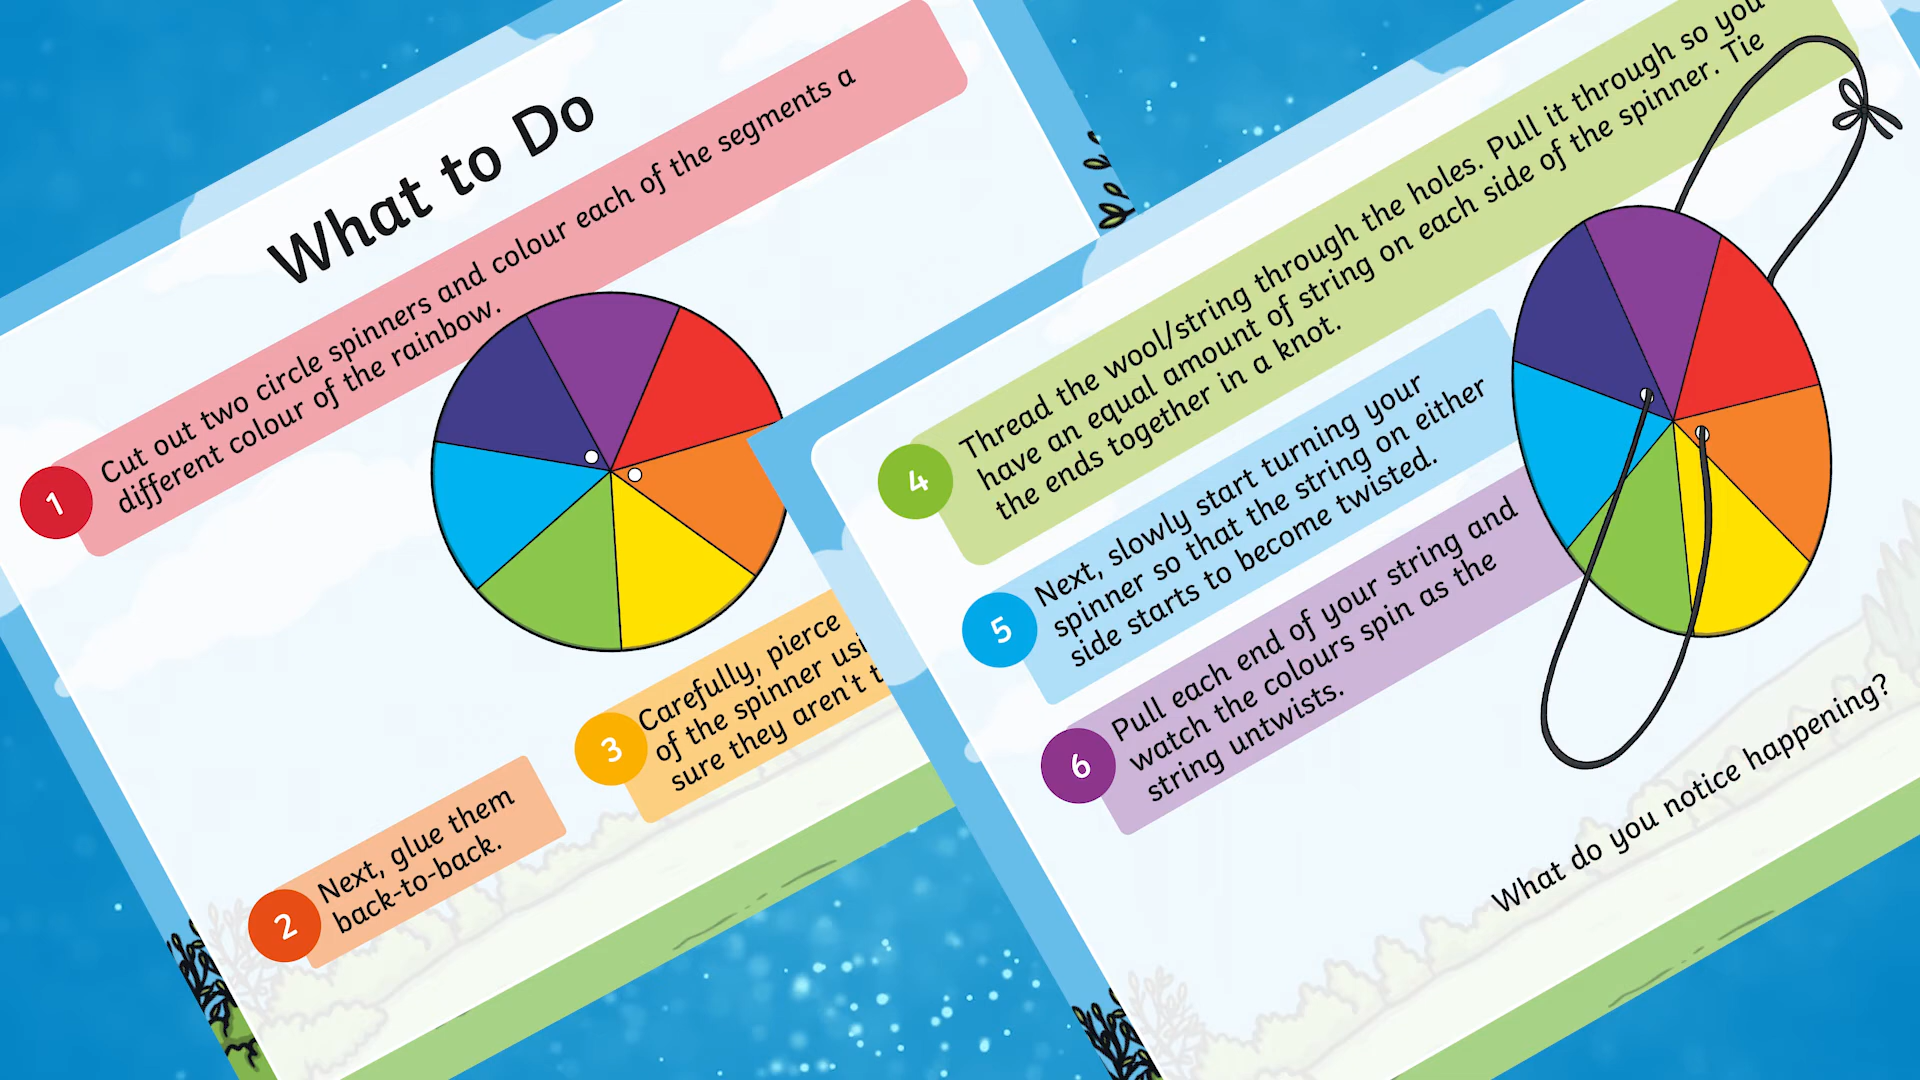 What to Do
1
Cut out two circle spinners and colour each of the segments a
different colour of the rainbow.
2
Next, glue them
back-to-back.
3
Carefully, pierce
of the spinner
sure they aren't
4
Thread the wool/string through the holes. Pull it through so you
have an equal amount of string on each side of the spinner. Tie
the ends together in a knot.
5
Next, slowly start turning your
spinner so that the string on either
side starts to become twisted.
6
Pull each end of your string and
watch the colours spin as the
string untwists.
What do you notice happening?